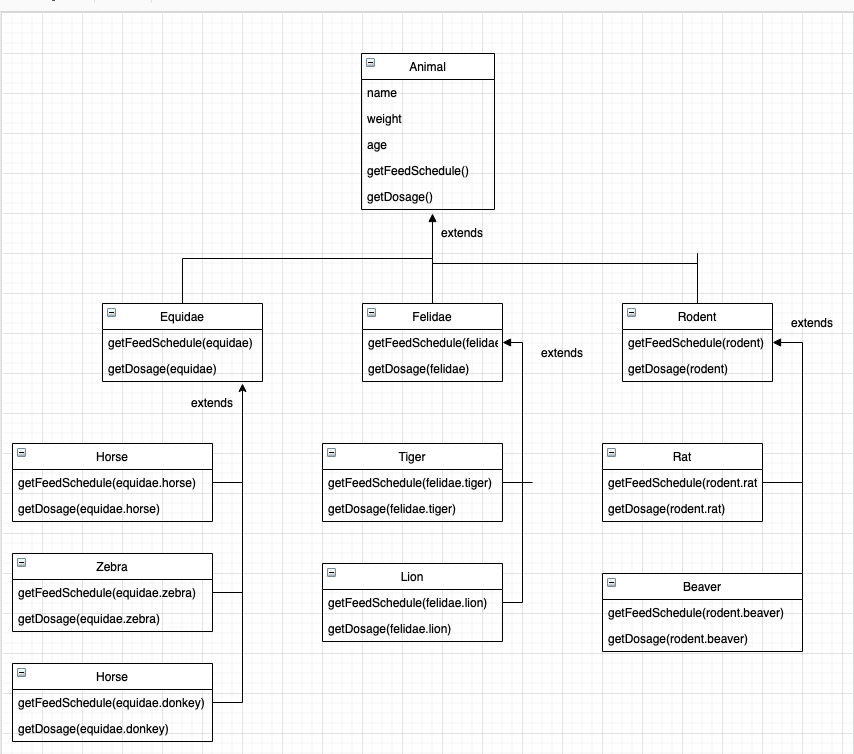 Animal
name
weight
age
getFeedSchedule()
getDosage()
extends
Equidae
getFeedSchedule(equidae)
getDosage(equidae)
extends
Felidae
getFeedSchedule(felidae
getDosage(felidae)
extends
Rodent
getFeedSchedule(rodent)
getDosage(rodent)
extends
Horse
getFeedSchedule(equidae.horse)
getDosage(equidae.horse)
Tiger
getFeedSchedule(felidae.tiger)
getDosage(felidae.tiger)
Rat
getFeedSchedule(rodent.rat
getDosage(rodent.rat)
Zebra
getFeedSchedule(equidae.zebra)
getDosage(equidae.zebra)
Lion
getFeedSchedule(felidae.lion)
getDosage(felidae.lion)
Beaver
getFeedSchedule(rodent.beaver)
getDosage(rodent.beaver)
Horse
getFeedSchedule(equidae.donkey)
getDosage(equidae.donkey)